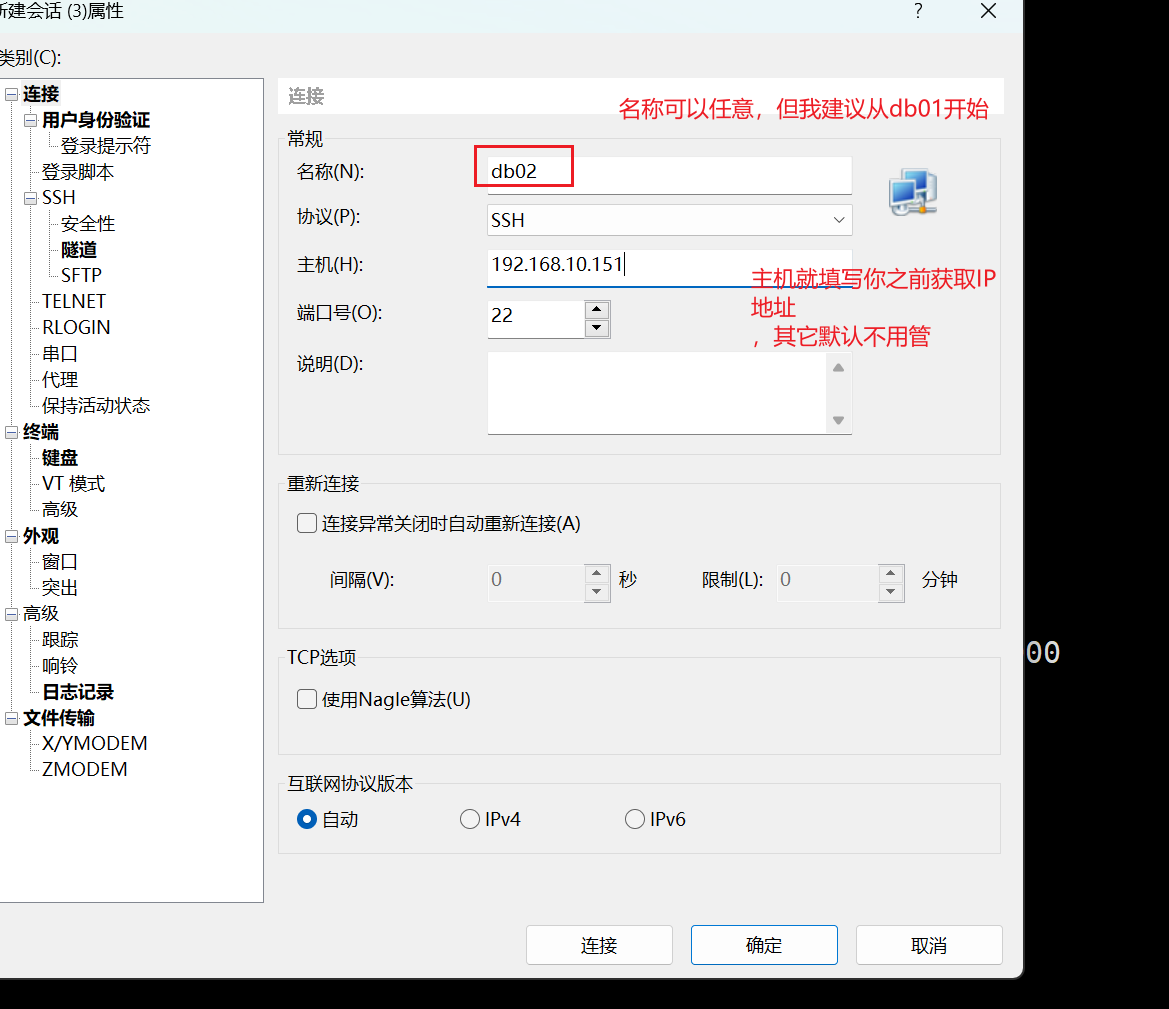 新建会话 (3)属性
?
类别(C):
连接
用户身份验证
登录提示符
登录脚本
SSH
安全性
隧道
SFTP
TELNET
RLOGIN
串口
代理
保持活动状态
终端
键盘
VT 模式
高级
外观
窗口
突出
高级
跟踪
响铃
日志记录
文件传输
X/YMODEM
ZMODEM
连接
名称可以任意，但我建议从db01开始
常规
名称(N):
db02
协议(P):
SSH
主机(H):
192.168.10.151
主机就填写你之前获取IP
地址
，其它默认不用管
端口号(O):
22
说明(D):
重新连接
连接异常关闭时自动重新连接(A)
间隔(V):
0
秒
限制(L):
0
分钟
TCP选项
使用Nagle算法(U)
互联网协议版本
自动
IPv4
IPv6
连接
确定
取消
00